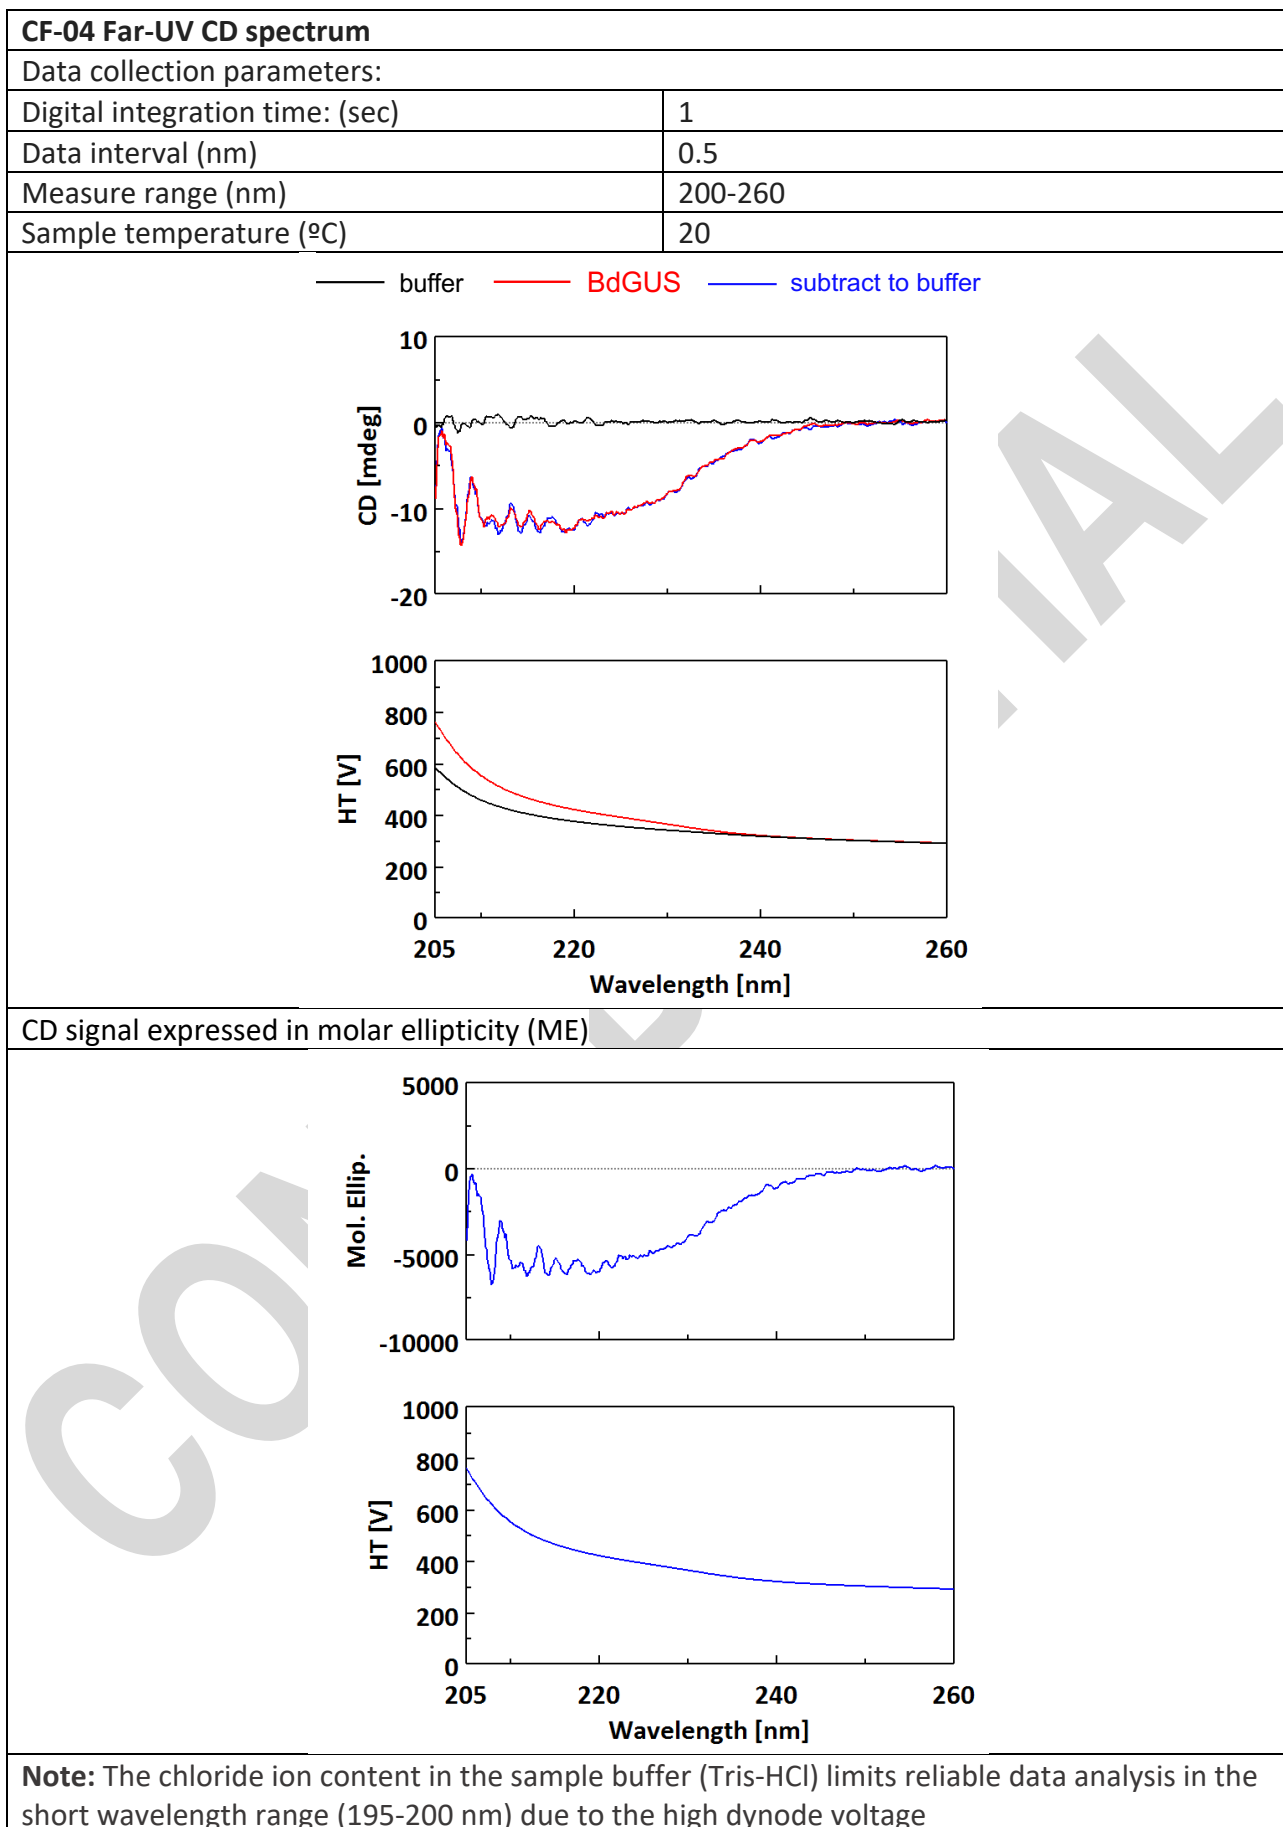 CF-04 Far-UV CD spectrum
Data collection parameters:
Digital integration time: (sec) 1
Data interval (nm) 0.5
Measure range (nm) 200-260
Sample temperature (ºC) 20
buffer BdGUS subtract to buffer
10
0
-10
-20
CD [mdeg]
1000
800
600
400
200
0
HT [V]
205 220 240 260
Wavelength [nm]
CD signal expressed in molar ellipticity (ME)
5000
0
-5000
-10000
Mol. Ellip.
1000
800
600
400
200
0
HT [V]
205 220 240 260
Wavelength [nm]
Note: The chloride ion content in the sample buffer (Tris-HCl) limits reliable data analysis in the
short wavelength range (195-200 nm) due to the high dynode voltage